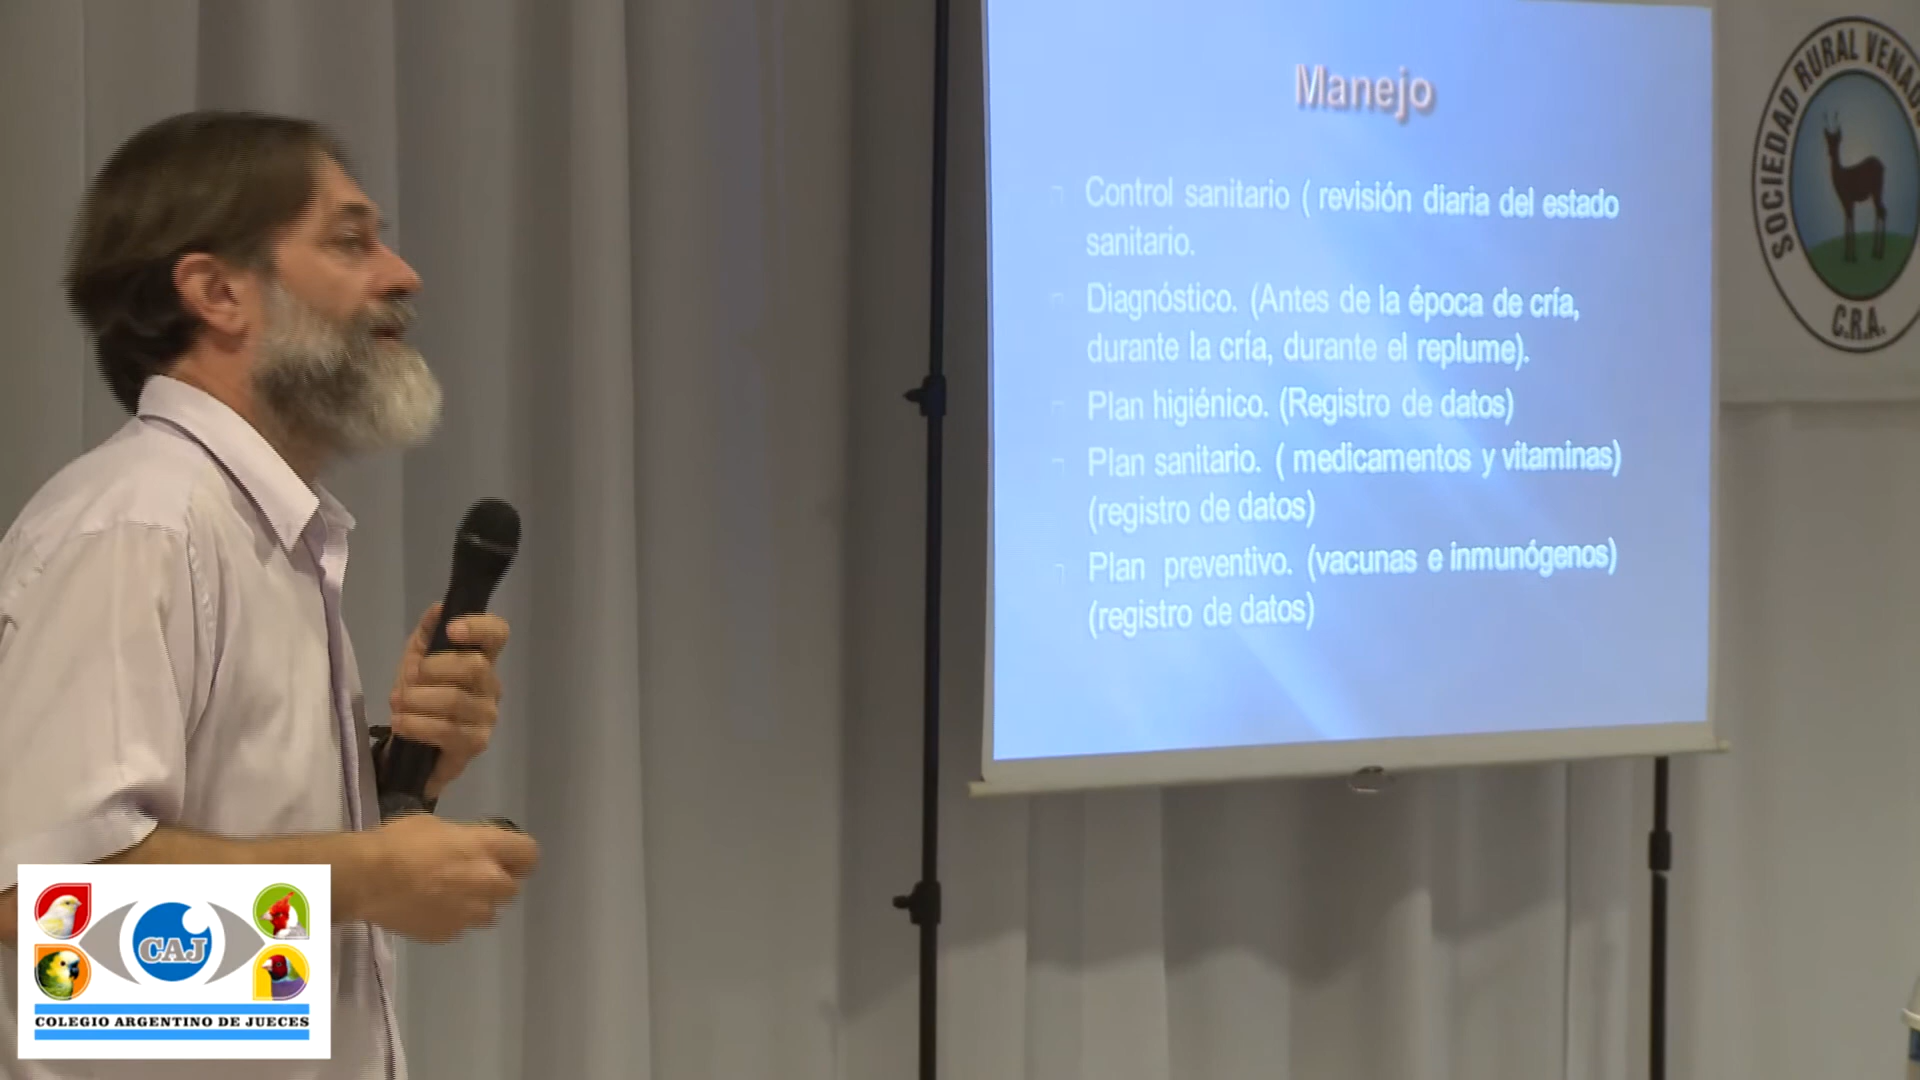 Manejo
Control sanitario ( revisión diaria del estado
sanitario.
Diagnóstico. (Antes de la época de cría,
durante la cría, durante el replume).
Plan higiénico. (Registro de datos)
Plan sanitario. ( medicamentos y vitaminas)
(registro de datos)
Plan preventivo. (vacunas e inmunógenos)
(registro de datos)
SOCIEDAD RURAL
C.R.A.
CAJ
COLEGIO ARGENTINO DE JUECES